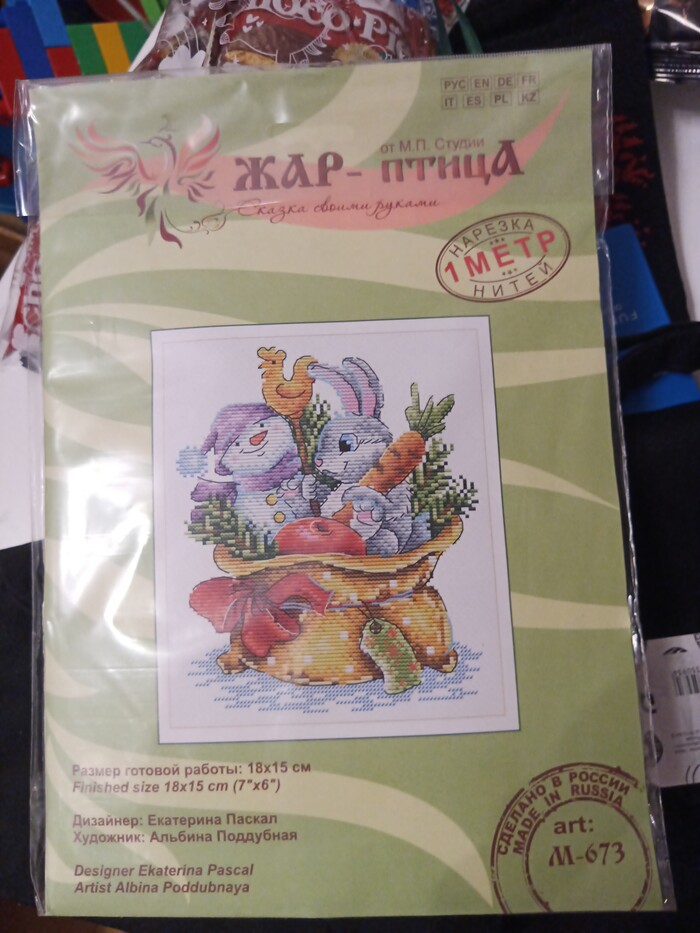 РУС EN DE FR
IT ES PL KZ
от М.П. Студии
ЖАР-ПТИЦА
Сказка своими руками
НАРЕЗКА
1 МЕТР
НИТЕЙ
Размер готовой работы: 18х15 см
Finished size 18x15 cm (7"x6")
Дизайнер: Екатерина Паскал
Художник: Альбина Поддубная
Designer Ekaterina Pascal
Artist Albina Poddubnaya
СДЕЛАНО В РОССИИ
MADE IN RUSSIA
art:
М-673